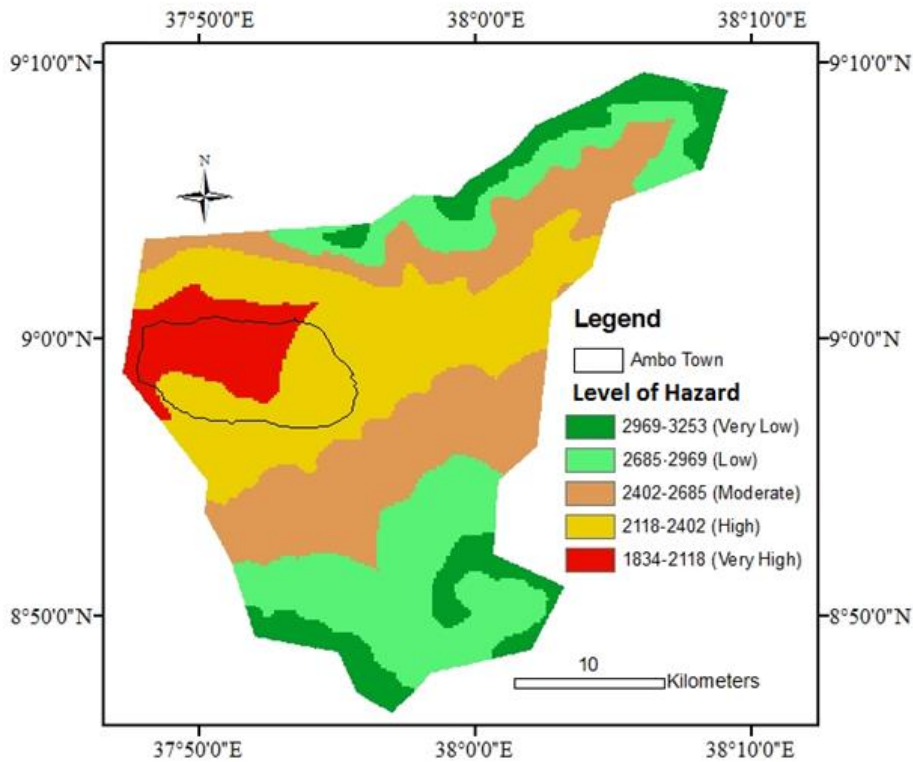 37°50'0"E 38°0'0"E 38°10'0"E
9°10'0"N 9°10'0"N
N
9°0'0"N 9°0'0"N
Legend
Ambo Town
Level of Hazard
2969-3253 (Very Low)
2685-2969 (Low)
2402-2685 (Moderate)
2118-2402 (High)
1834-2118 (Very High)
8°50'0"N 8°50'0"N
10
Kilometers
37°50'0"E 38°0'0"E 38°10'0"E